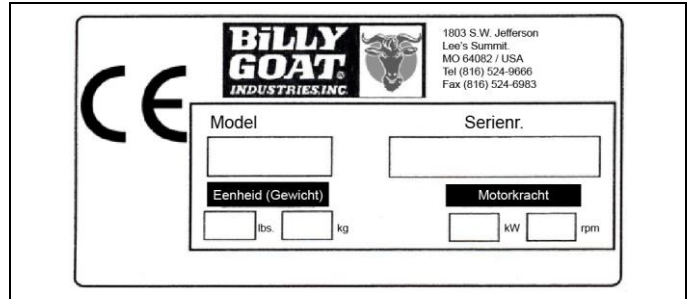 BiLLY
GOAT®
INDUSTRIES,INC.
1803 S.W. Jefferson
Lee's Summit.
MO 64082 / USA
Tel (816) 524-9666
Fax (816) 524-6983
CE
Model
Serienr.
Eenheid (Gewicht)
Motorkracht
lbs. kg
kW rpm